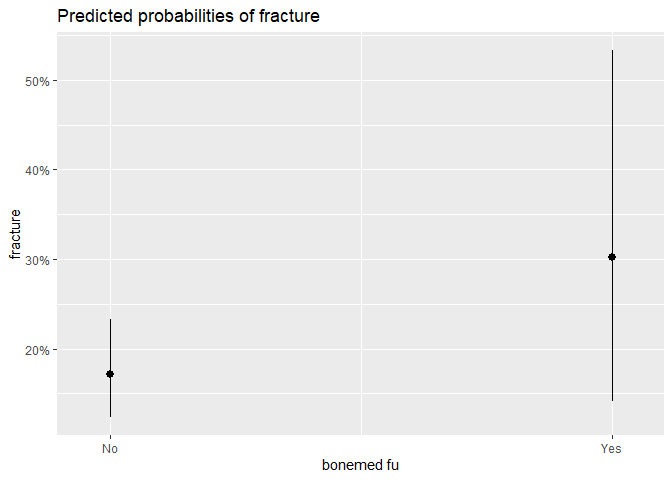 Predicted probabilities of fracture
50%
40%
30%
20%
fracture
No
Yes
bonemed fu